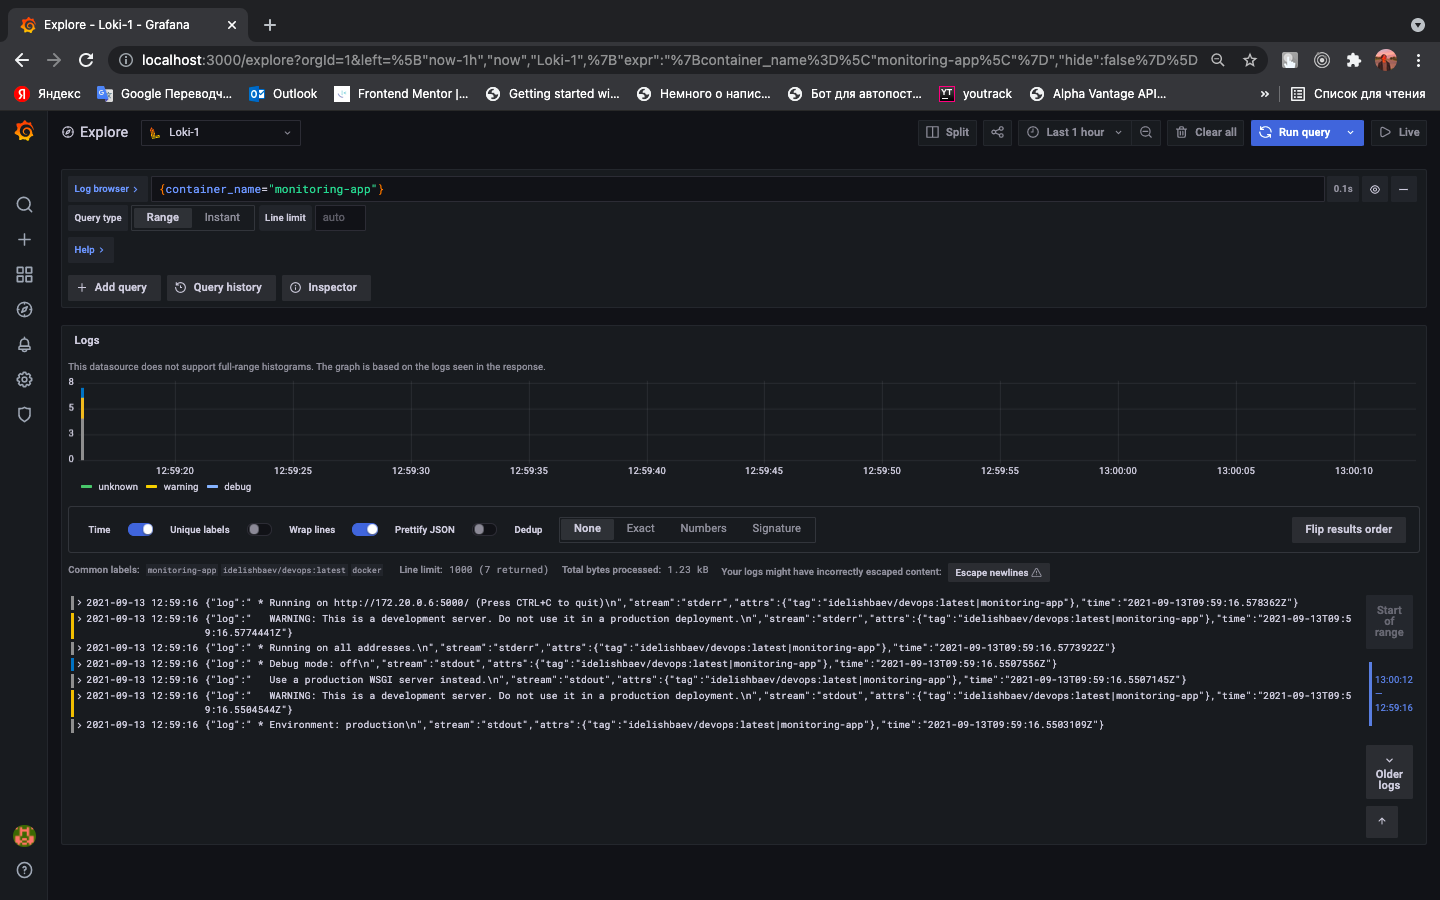 Explore - Loki-1 - Grafana
localhost:3000/explore?orgId=1&left=%5B"now-1h","now","Loki-1",%7B"expr":"%7Bcontainer_name%3D%5C"monitoring-app%5C"%7D","hide":false%7D%5D
Яндекс Google Переводч... Outlook Frontend Mentor |... Getting started wi... Немного о напис... Бот для автопост... YT youtrack Alpha Vantage API... » Список для чтения
Explore Loki-1 Split Last 1 hour Clear all Run query Live
Log browser > {container_name="monitoring-app"} 0.1s
Query type Range Instant Line limit auto
Help >
+ Add query Query history Inspector
Logs
This datasource does not support full-range histograms. The graph is based on the logs seen in the response.
8
5
3
0
12:59:20 12:59:25 12:59:30 12:59:35 12:59:40 12:59:45 12:59:50 12:59:55 13:00:00 13:00:05 13:00:10
unknown warning debug
Time Unique labels Wrap lines Prettify JSON Dedup None Exact Numbers Signature Flip results order
Common labels: monitoring-app idelishbaev/devops:latest docker Line limit: 1000 (7 returned) Total bytes processed: 1.23 kB Your logs might have incorrectly escaped content: Escape newlines
> 2021-09-13 12:59:16 {"log":" * Running on http://172.20.0.6:5000/ (Press CTRL+C to quit)\n","stream":"stderr","attrs":{"tag":"idelishbaev/devops:latest|monitoring-app"},"time":"2021-09-13T09:59:16.578362Z"}
> 2021-09-13 12:59:16 {"log":"   WARNING: This is a development server. Do not use it in a production deployment.\n","stream":"stderr","attrs":{"tag":"idelishbaev/devops:latest|monitoring-app"},"time":"2021-09-13T09:5
9:16.5774441Z"}
> 2021-09-13 12:59:16 {"log":" * Running on all addresses.\n","stream":"stderr","attrs":{"tag":"idelishbaev/devops:latest|monitoring-app"},"time":"2021-09-13T09:59:16.5773922Z"}
> 2021-09-13 12:59:16 {"log":" * Debug mode: off\n","stream":"stdout","attrs":{"tag":"idelishbaev/devops:latest|monitoring-app"},"time":"2021-09-13T09:59:16.5507556Z"}
> 2021-09-13 12:59:16 {"log":"   Use a production WSGI server instead.\n","stream":"stdout","attrs":{"tag":"idelishbaev/devops:latest|monitoring-app"},"time":"2021-09-13T09:59:16.5507145Z"}
> 2021-09-13 12:59:16 {"log":"   WARNING: This is a development server. Do not use it in a production deployment.\n","stream":"stdout","attrs":{"tag":"idelishbaev/devops:latest|monitoring-app"},"time":"2021-09-13T09:5
9:16.5504544Z"}
> 2021-09-13 12:59:16 {"log":" * Environment: production\n","stream":"stdout","attrs":{"tag":"idelishbaev/devops:latest|monitoring-app"},"time":"2021-09-13T09:59:16.5503109Z"}
Start
of
range
13:00:12
—
12:59:16
Older
logs